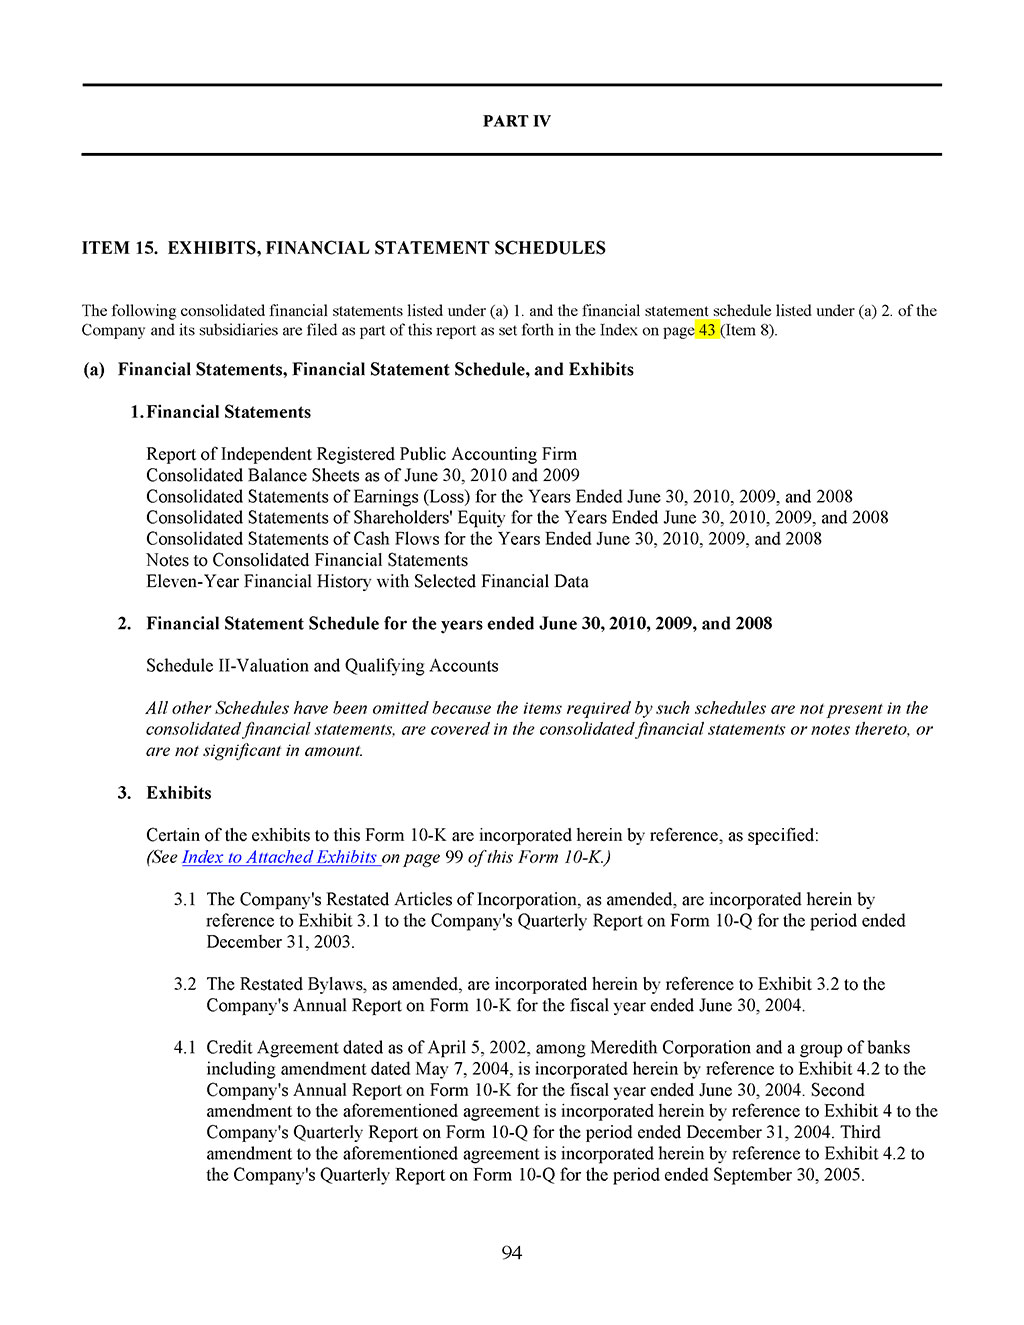 PART IV
ITEM 15.  EXHIBITS, FINANCIAL STATEMENT SCHEDULES
The following consolidated financial statements listed under (a) 1. and the financial statement schedule listed under (a) 2. of the
Company and its subsidiaries are filed as part of this report as set forth in the Index on page 43 (Item 8).
(a) Financial Statements, Financial Statement Schedule, and Exhibits
1. Financial Statements
Report of Independent Registered Public Accounting Firm
Consolidated Balance Sheets as of June 30, 2010 and 2009
Consolidated Statements of Earnings (Loss) for the Years Ended June 30, 2010, 2009, and 2008
Consolidated Statements of Shareholders' Equity for the Years Ended June 30, 2010, 2009, and 2008
Consolidated Statements of Cash Flows for the Years Ended June 30, 2010, 2009, and 2008
Notes to Consolidated Financial Statements
Eleven-Year Financial History with Selected Financial Data
2. Financial Statement Schedule for the years ended June 30, 2010, 2009, and 2008
Schedule II-Valuation and Qualifying Accounts
All other Schedules have been omitted because the items required by such schedules are not present in the
consolidated financial statements, are covered in the consolidated financial statements or notes thereto, or
are not significant in amount.
3. Exhibits
Certain of the exhibits to this Form 10-K are incorporated herein by reference, as specified:
(See Index to Attached Exhibits on page 99 of this Form 10-K.)
3.1 The Company's Restated Articles of Incorporation, as amended, are incorporated herein by
reference to Exhibit 3.1 to the Company's Quarterly Report on Form 10-Q for the period ended
December 31, 2003.
3.2 The Restated Bylaws, as amended, are incorporated herein by reference to Exhibit 3.2 to the
Company's Annual Report on Form 10-K for the fiscal year ended June 30, 2004.
4.1 Credit Agreement dated as of April 5, 2002, among Meredith Corporation and a group of banks
including amendment dated May 7, 2004, is incorporated herein by reference to Exhibit 4.2 to the
Company's Annual Report on Form 10-K for the fiscal year ended June 30, 2004. Second
amendment to the aforementioned agreement is incorporated herein by reference to Exhibit 4 to the
Company's Quarterly Report on Form 10-Q for the period ended December 31, 2004. Third
amendment to the aforementioned agreement is incorporated herein by reference to Exhibit 4.2 to
the Company's Quarterly Report on Form 10-Q for the period ended September 30, 2005.
94